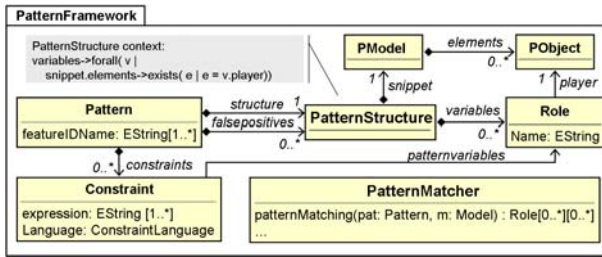 PatternFramework
PatternStructure context:
variables->forall( v |
snippet.elements->exists( e | e = v.player))
PModel
elements
0..*
PObject
1
snippet
1
player
Pattern
featureIDName: EString[1..*]
structure
1
falsepositives
0..*
PatternStructure
variables
0..*
Role
Name: EString
0..*
constraints
patternvariables
Constraint
expression: EString [1..*]
Language: ConstraintLanguage
PatternMatcher
patternMatching(pat: Pattern, m: Model) : Role[0..*][0..*]
...